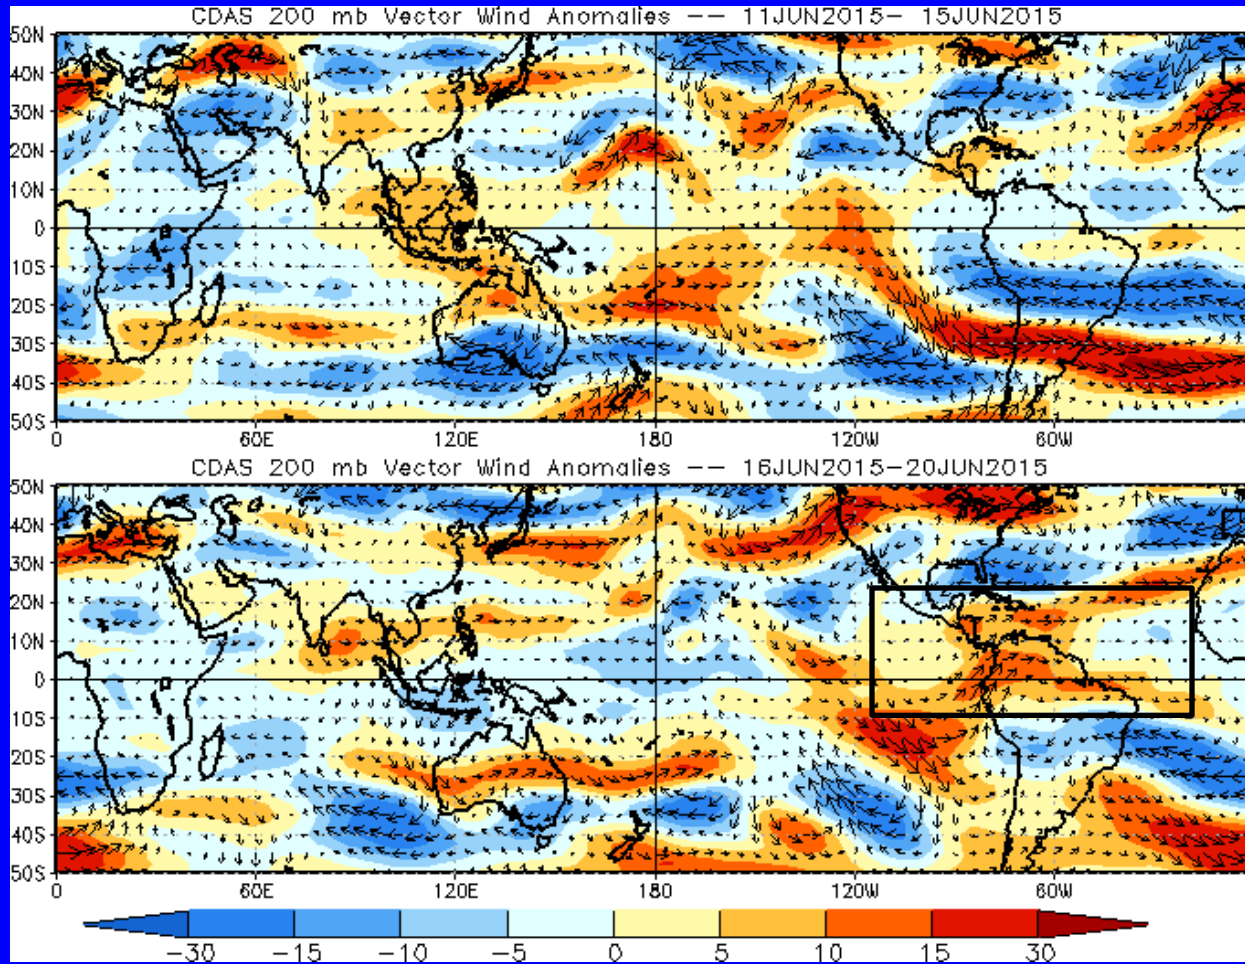 CDAS 200 mb Vector Wind Anomalies -- 11JUN2015- 15JUN2015
50N
40N
30N
20N
10N
0
10S
20S
30S
40S
50S
0 60E 120E 180 120W 60W
CDAS 200 mb Vector Wind Anomalies -- 16JUN2015-20JUN2015
50N
40N
30N
20N
10N
0
10S
20S
30S
40S
50S
0 60E 120E 180 120W 60W
-30 -15 -10 -5 0 5 10 15 30